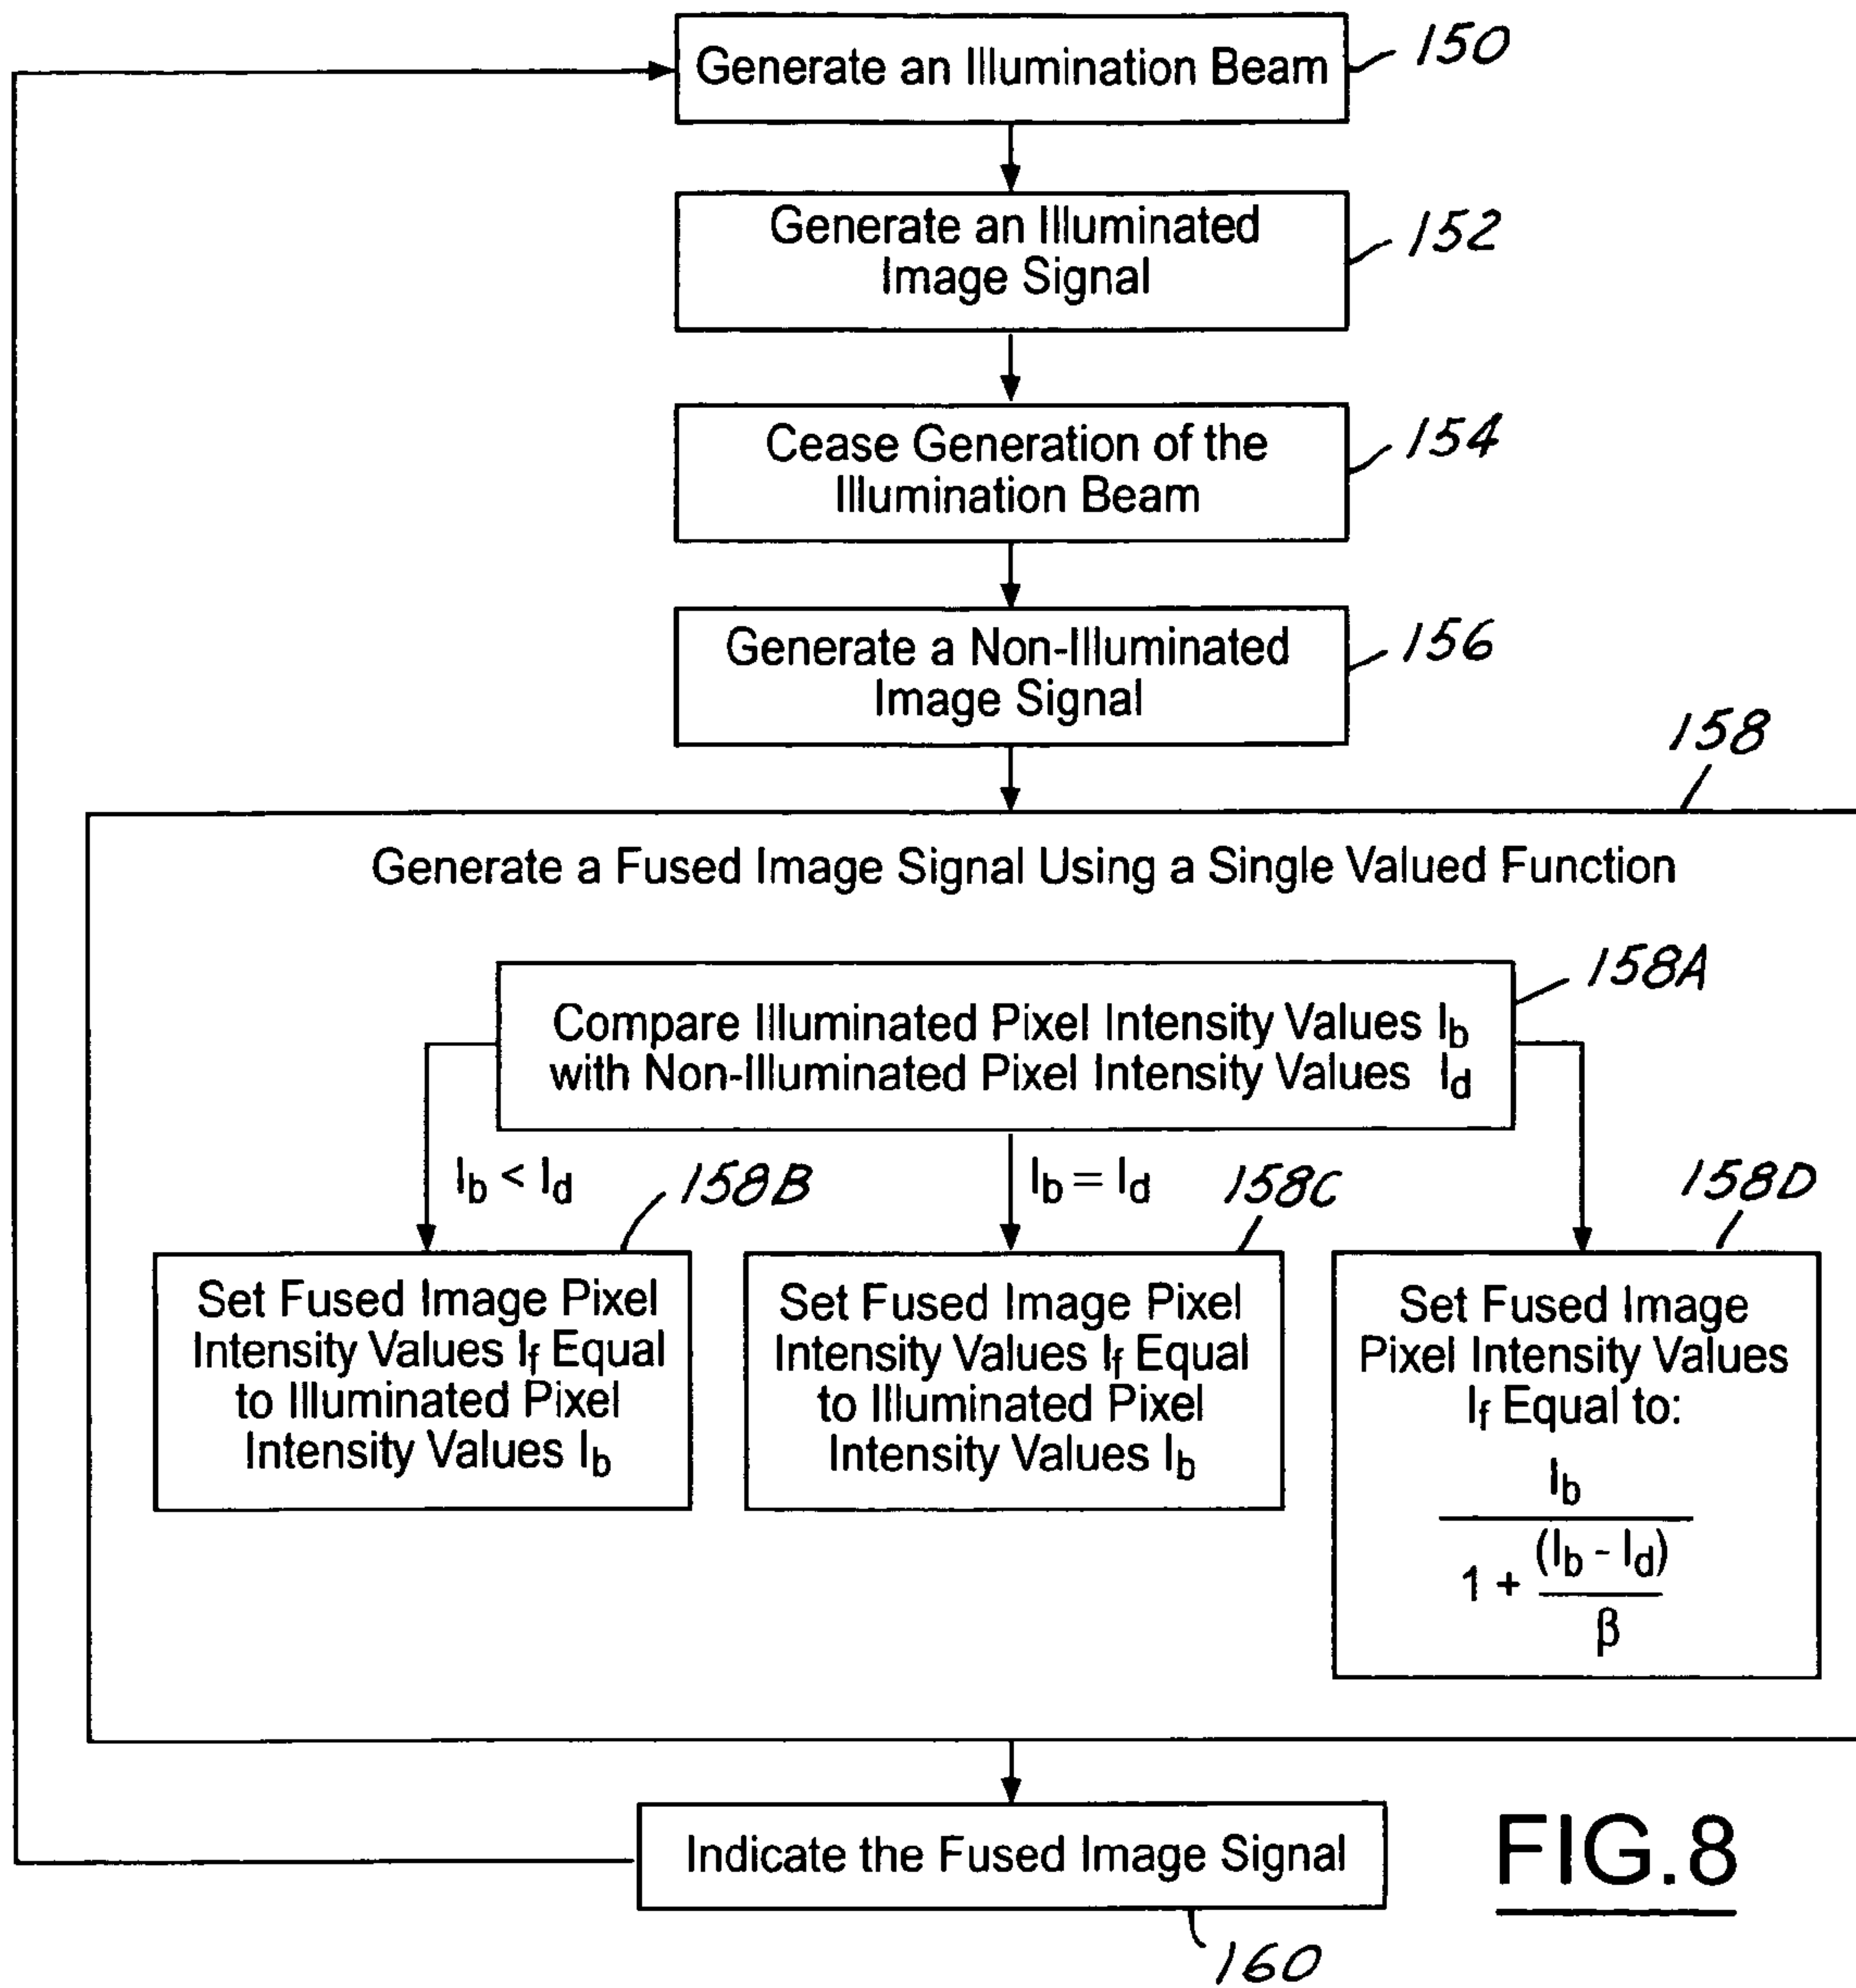 Generate an Illumination Beam
150
Generate an Illuminated
Image Signal
152
Cease Generation of the
Illumination Beam
154
Generate a Non-Illuminated
Image Signal
156
158
Generate a Fused Image Signal Using a Single Valued Function
158A
Compare Illuminated Pixel Intensity Values Ib
with Non-Illuminated Pixel Intensity Values Id
Ib < Id
158B
Ib = Id
158C
158D
Set Fused Image Pixel
Intensity Values If Equal
to Illuminated Pixel
Intensity Values Ib
Set Fused Image Pixel
Intensity Values If Equal
to Illuminated Pixel
Intensity Values Ib
Set Fused Image
Pixel Intensity Values
If Equal to:
Ib
1 + (Ib - Id)
β
Indicate the Fused Image Signal
160
FIG.8